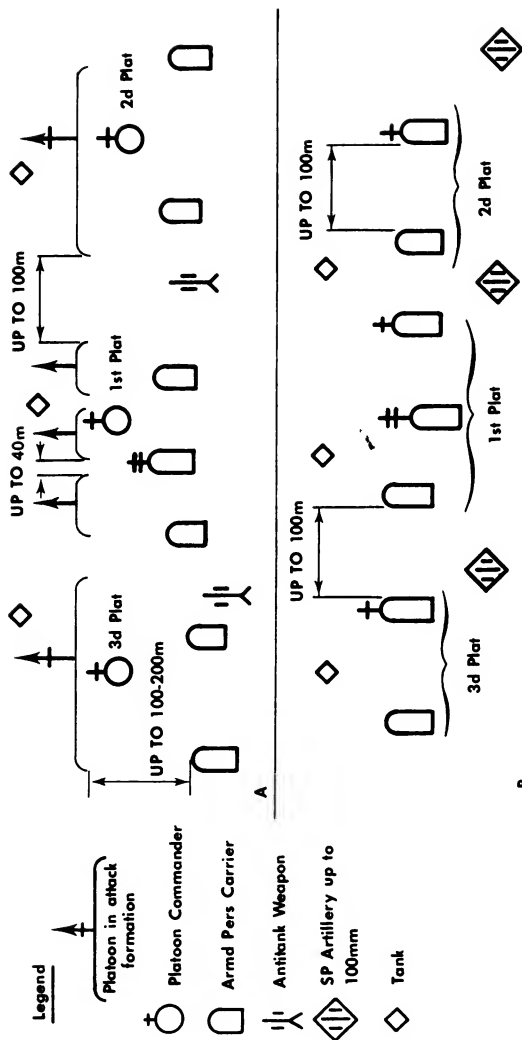 Legend
Platoon in attack
formation
Platoon Commander
Armd Pers Carrier
Antitank Weapon
SP Artillery up to
100mm
Tank
UP TO 40m
UP TO 100m
3d Plat
1st Plat
2d Plat
UP TO 100-200m
A
UP TO 100m
UP TO 100m
3d Plat
1st Plat
2d Plat